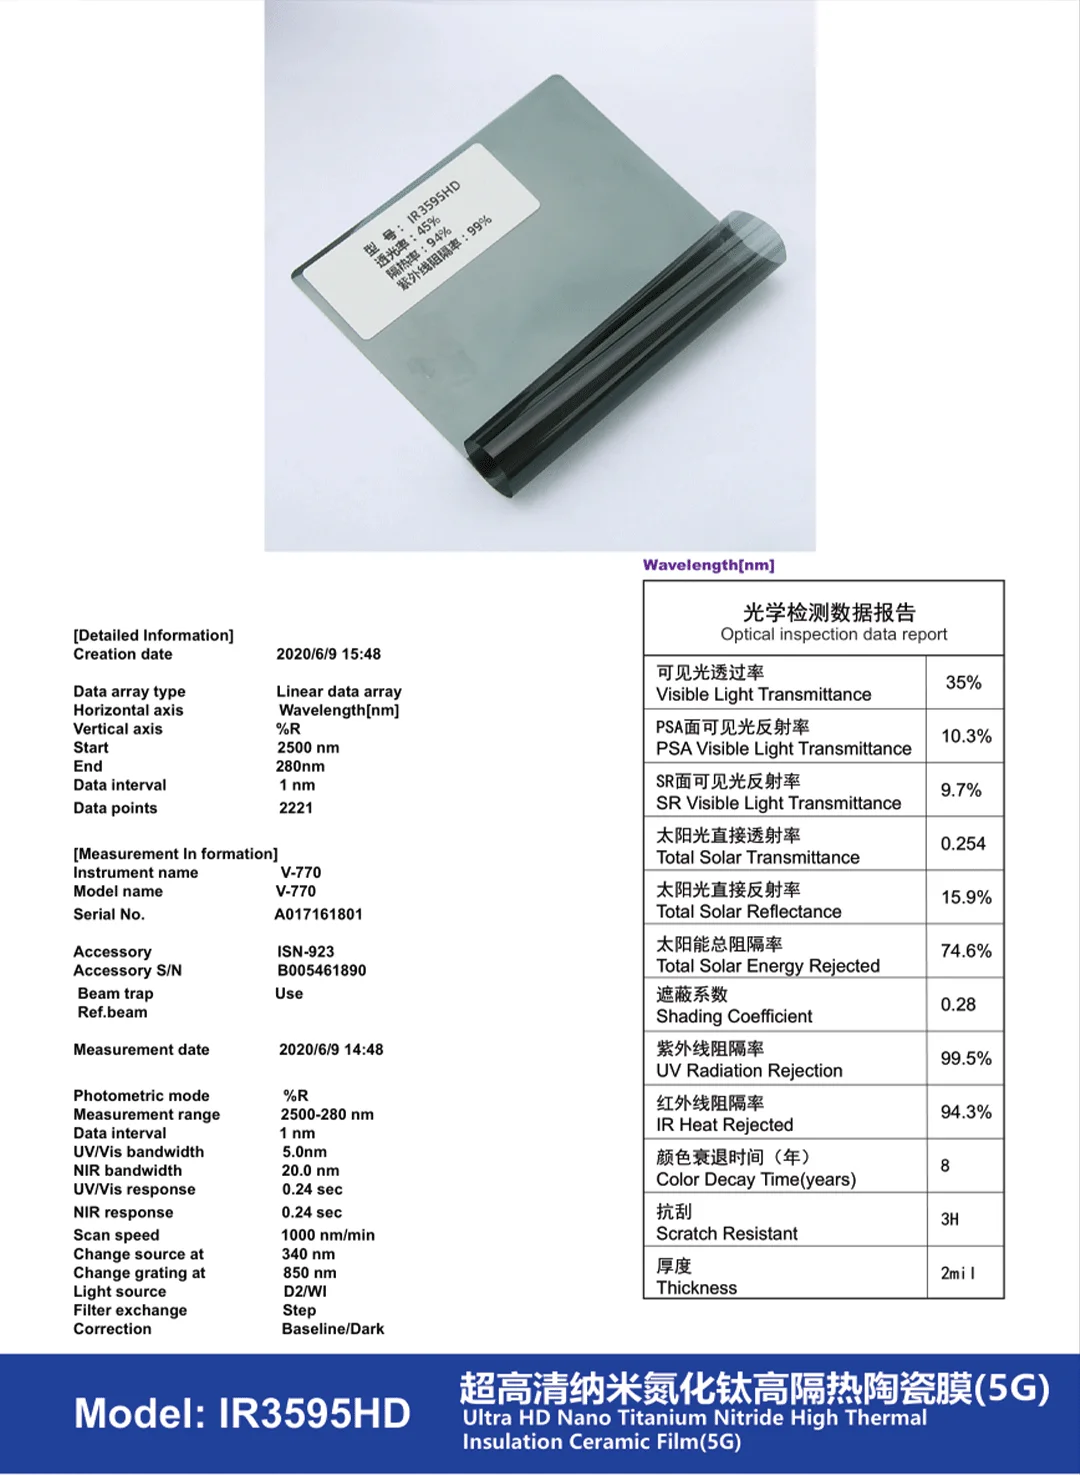 型 号：IR3595HD
透光率：45%
隔热率：94%
紫外线阻隔率：99%
Wavelength[nm]
[Detailed Information]
Creation date 2020/6/9 15:48
Data array type Linear data array
Horizontal axis Wavelength[nm]
Vertical axis %R
Start 2500 nm
End 280nm
Data interval 1 nm
Data points 2221
[Measurement In formation]
Instrument name V-770
Model name V-770
Serial No. A017161801
Accessory ISN-923
Accessory S/N B005461890
Beam trap Use
Ref.beam
Measurement date 2020/6/9 14:48
Photometric mode %R
Measurement range 2500-280 nm
Data interval 1 nm
UV/Vis bandwidth 5.0nm
NIR bandwidth 20.0 nm
UV/Vis response 0.24 sec
NIR response 0.24 sec
Scan speed 1000 nm/min
Change source at 340 nm
Change grating at 850 nm
Light source D2/WI
Filter exchange Step
Correction Baseline/Dark
光学检测数据报告
Optical inspection data report
可见光透过率
Visible Light Transmittance 35%
PSA面可见光反射率
PSA Visible Light Transmittance 10.3%
SR面可见光反射率
SR Visible Light Transmittance 9.7%
太阳光直接透射率
Total Solar Transmittance 0.254
太阳光直接反射率
Total Solar Reflectance 15.9%
太阳能总阻隔率
Total Solar Energy Rejected 74.6%
遮蔽系数
Shading Coefficient 0.28
紫外线阻隔率
UV Radiation Rejection 99.5%
红外线阻隔率
IR Heat Rejected 94.3%
颜色衰退时间（年）
Color Decay Time(years) 8
抗刮
Scratch Resistant 3H
厚度
Thickness 2mil
Model: IR3595HD
超高清纳米氮化钛高隔热陶瓷膜(5G)
Ultra HD Nano Titanium Nitride High Thermal
Insulation Ceramic Film(5G)